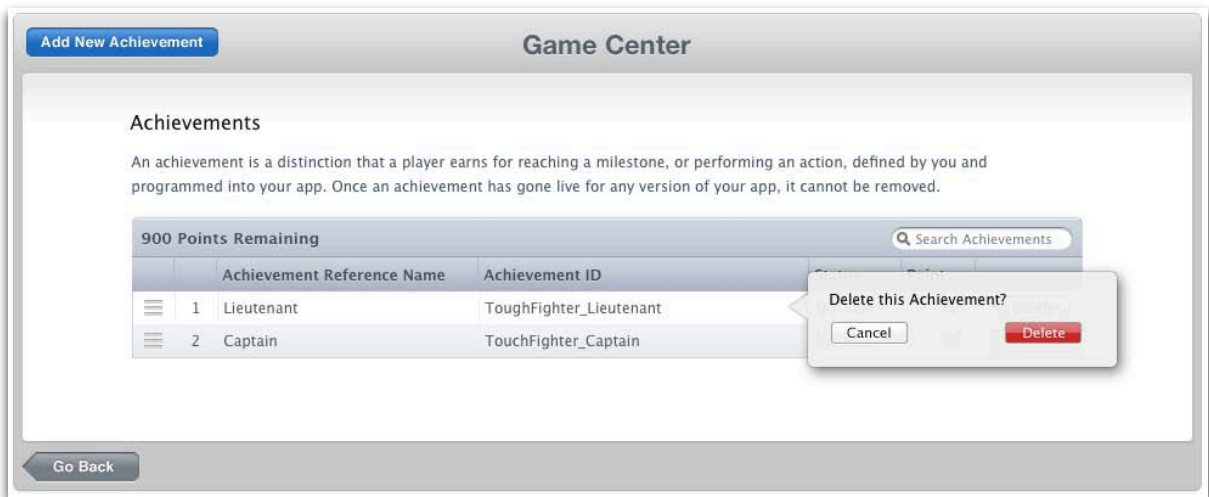 Add New Achievement
Game Center
Achievements
An achievement is a distinction that a player earns for reaching a milestone, or performing an action, defined by you and
programmed into your app. Once an achievement has gone live for any version of your app, it cannot be removed.
900 Points Remaining
Search Achievements
Achievement Reference Name Achievement ID
1 Lieutenant ToughFighter_Lieutenant
2 Captain TouchFighter_Captain
Delete this Achievement?
Cancel Delete
Go Back